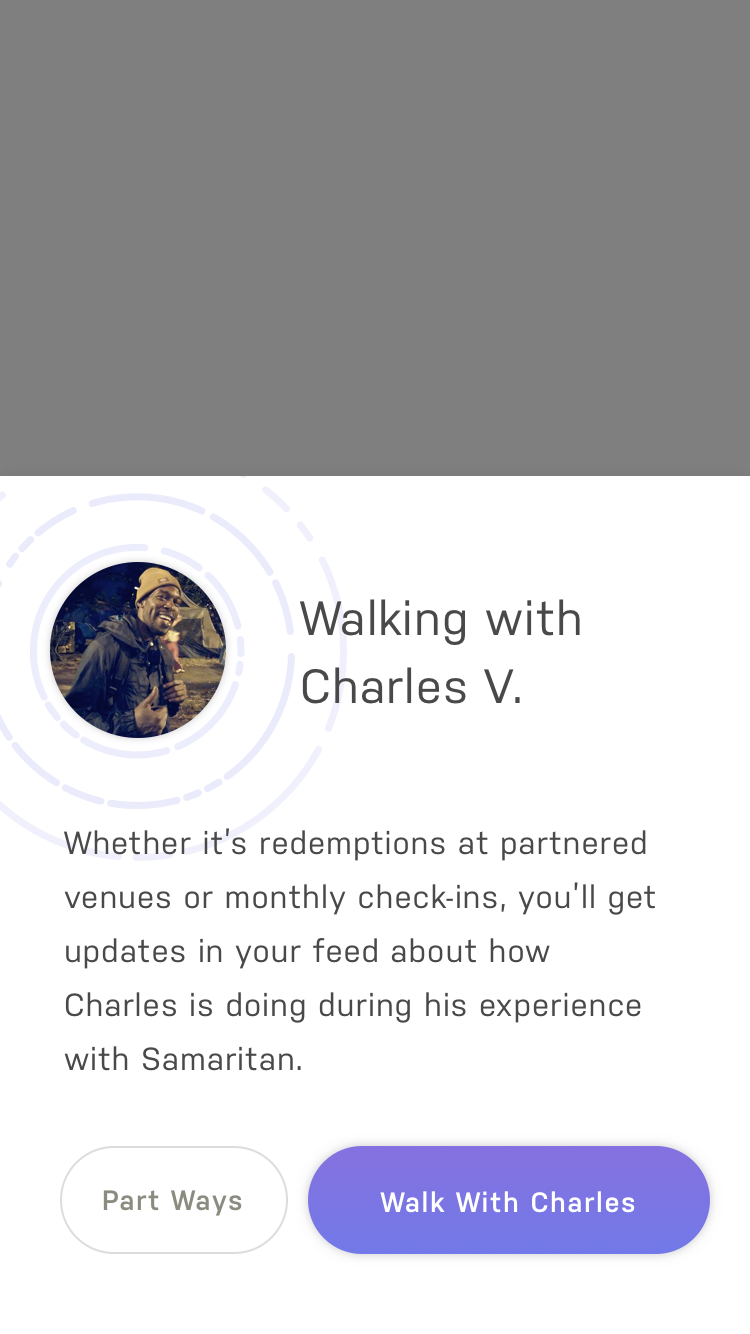 Walking with
Charles V.
Whether it's redemptions at partnered
venues or monthly check-ins, you'll get
updates in your feed about how
Charles is doing during his experience
with Samaritan.
Part Ways
Walk With Charles